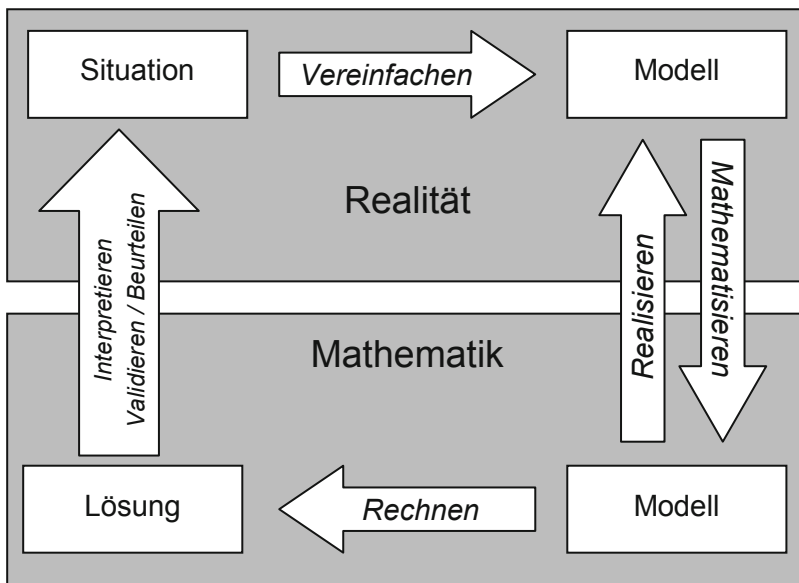 Situation
Vereinfachen
Modell
Realität
Interpretieren
Validieren / Beurteilen
Realisieren
Mathematisieren
Mathematik
Lösung
Rechnen
Modell